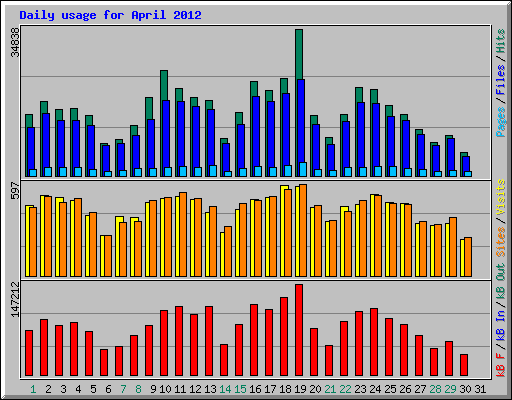 Daily usage for April 2012
34838
Pages / Files / Hits
597
Sites / Visits
147212
kB F / kB In / kB Out
1 2 3 4 5 6 7 8 9 10 11 12 13 14 15 16 17 18 19 20 21 22 23 24 25 26 27 28 29 30 31